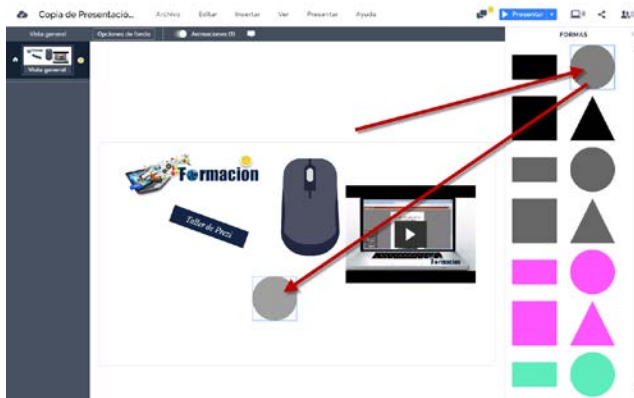 Copia de Presentació... Archivo Editar Insertar Ver Presentar Ayuda Presentar
Vista general Opciones de fondo Animaciones (1) FORMAS
Vista general
Formacion
Taller de Prezi
Formacion